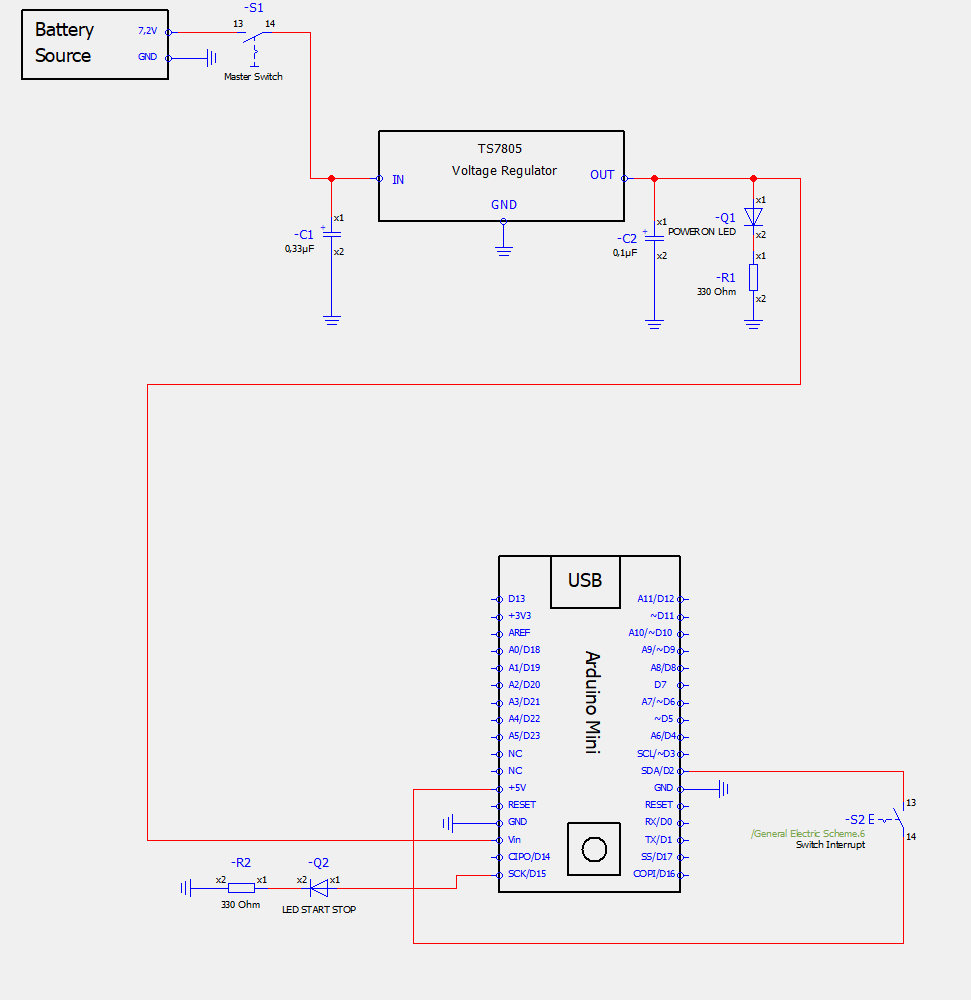 -S1
Battery
Source
7,2V
GND
13
14
Master Switch
TS7805
Voltage Regulator
IN
OUT
GND
x1
-C1
+
0,33µF
x2
x1
-C2
+
0,1µF
x2
x1
-Q1
POWER ON LED
x2
x1
-R1
330 Ohm
x2
USB
Arduino Mini
D13
+3V3
AREF
A0/D18
A1/D19
A2/D20
A3/D21
A4/D22
A5/D23
NC
NC
+5V
RESET
GND
Vin
CIPO/D14
SCK/D15
A11/D12
~D11
A10/~D10
A9/~D9
A8/D8
D7
A7/~D6
~D5
A6/D4
SCL/~D3
SDA/D2
GND
RESET
RX/D0
TX/D1
SS/D17
COPI/D16
13
-S2
14
/General Electric Scheme.6
Switch Interrupt
-R2
x2
x1
330 Ohm
-Q2
x2
x1
LED START STOP